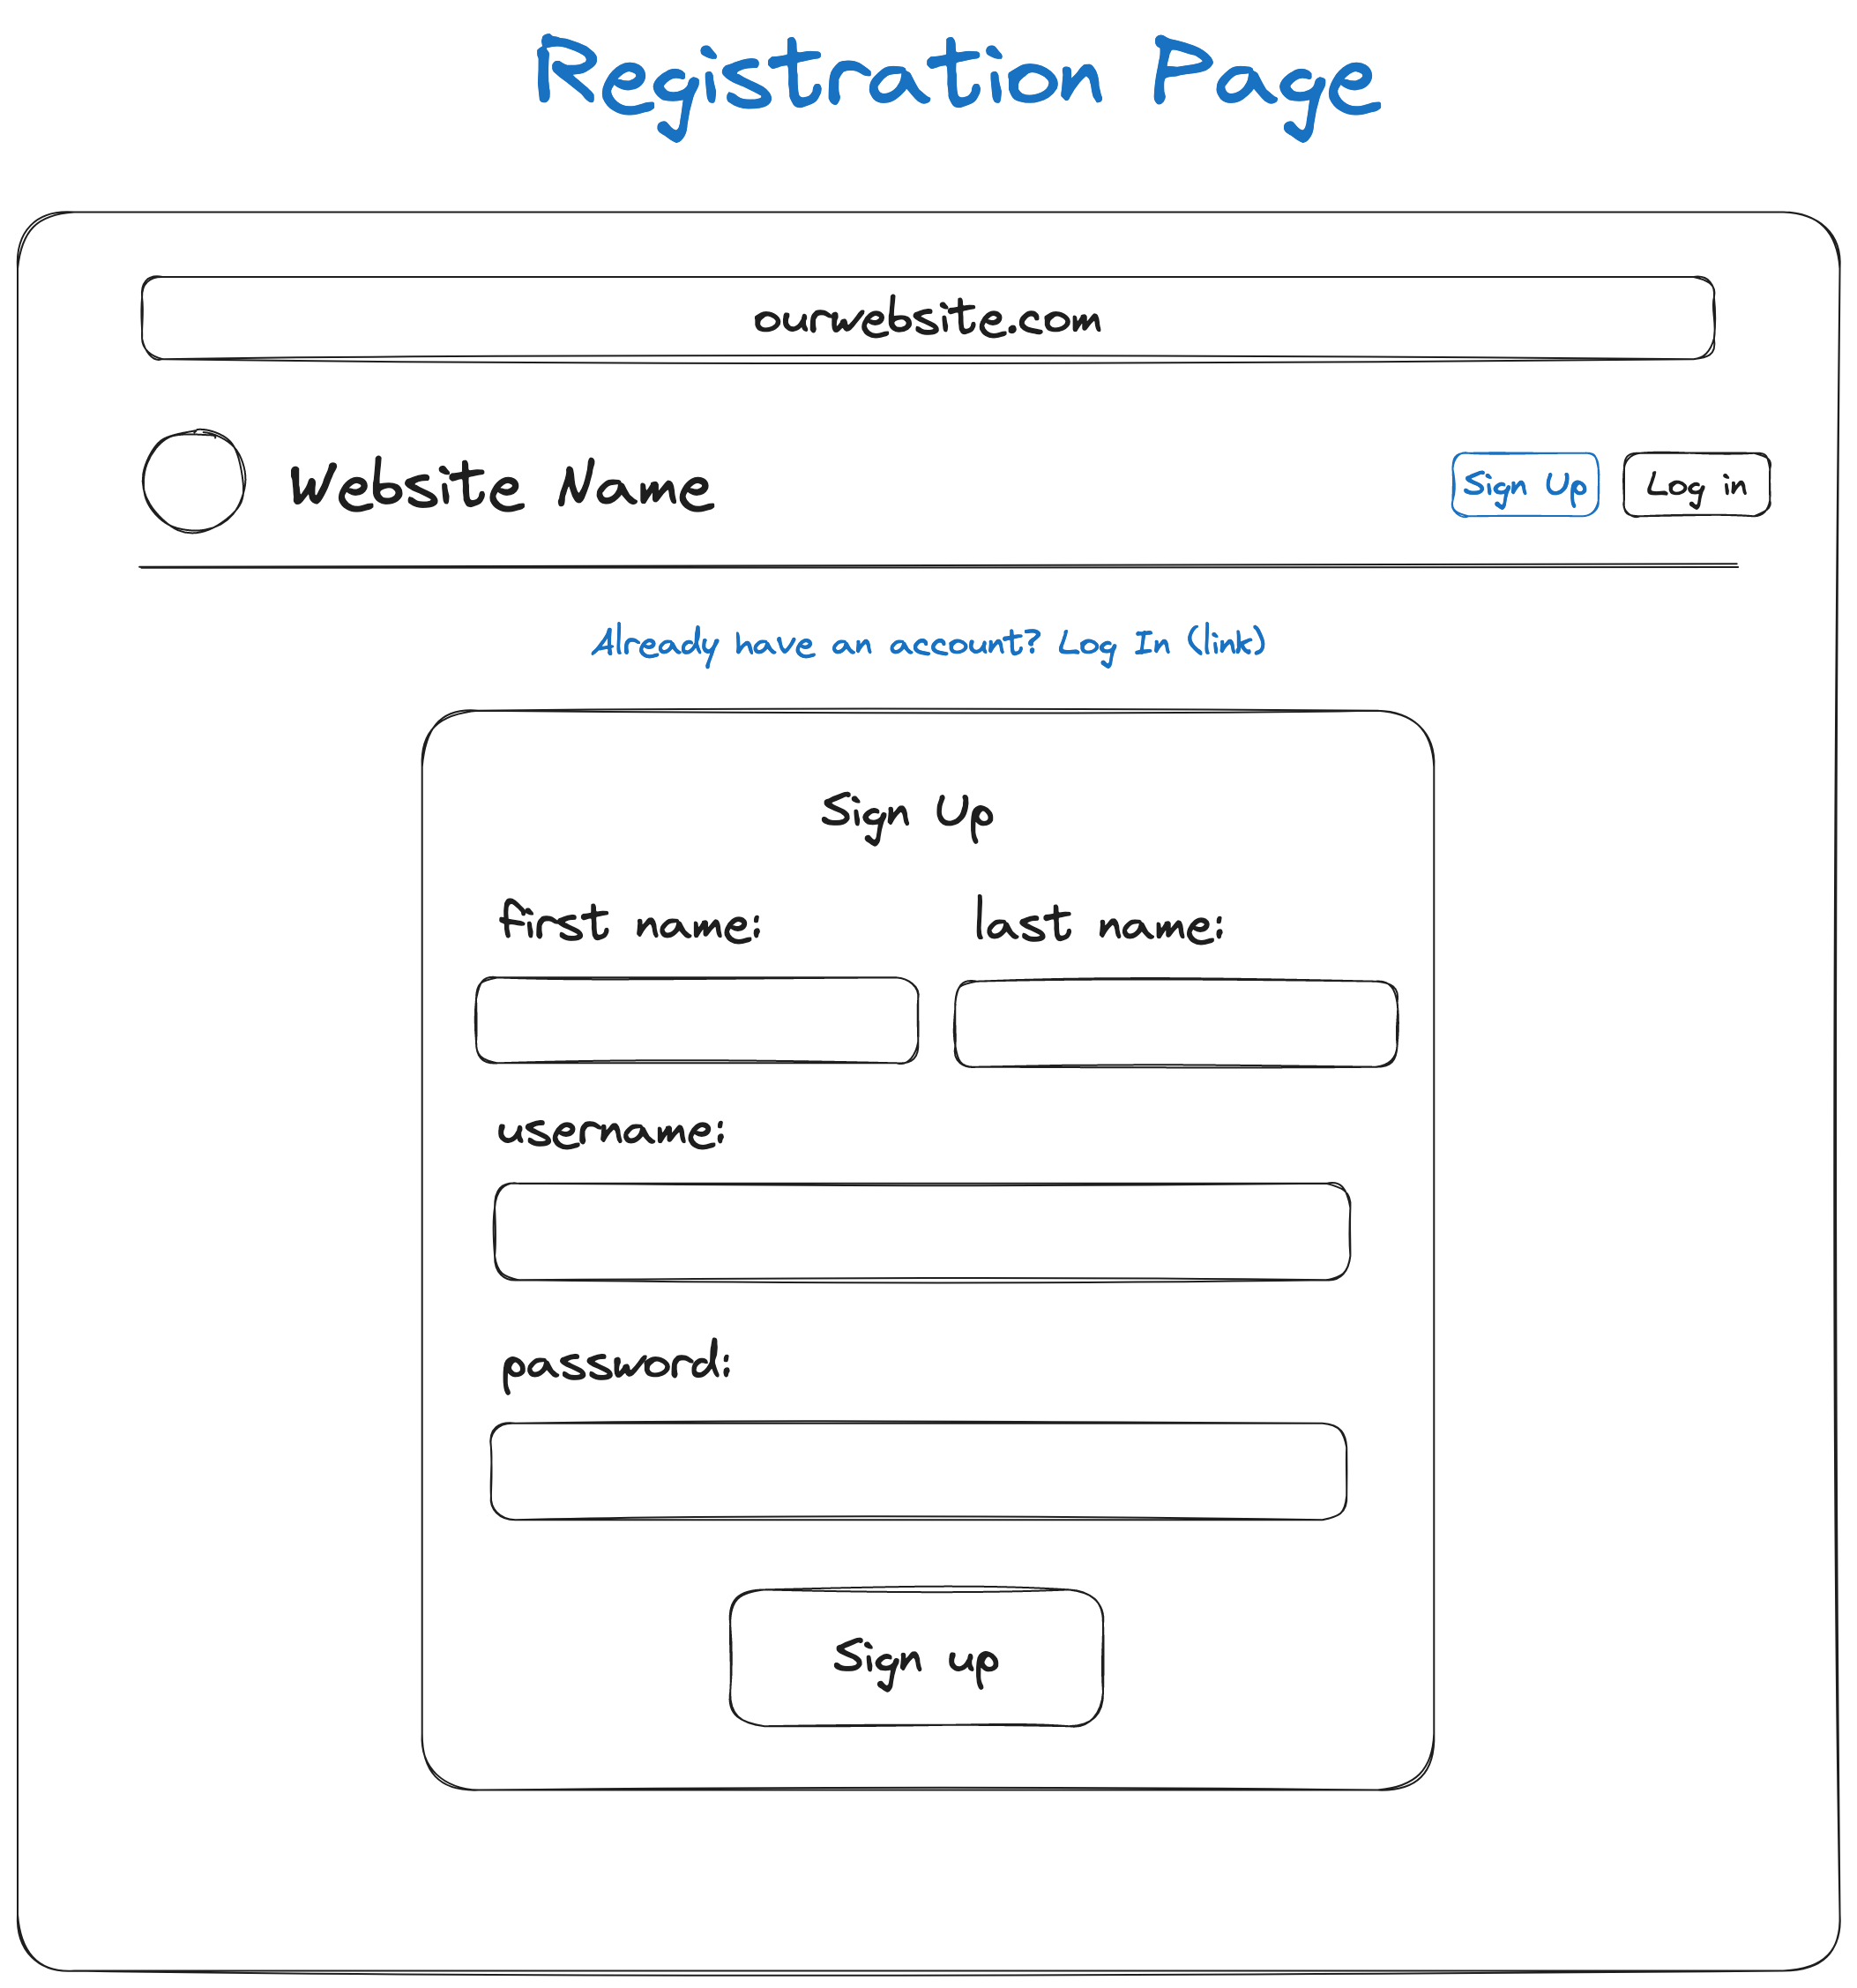 Registration Page
ourwebsite.com
Website Name
Sign Up
Log in
Already have an account? Log In (link)
Sign Up
first name:
last name:
username:
password:
Sign up